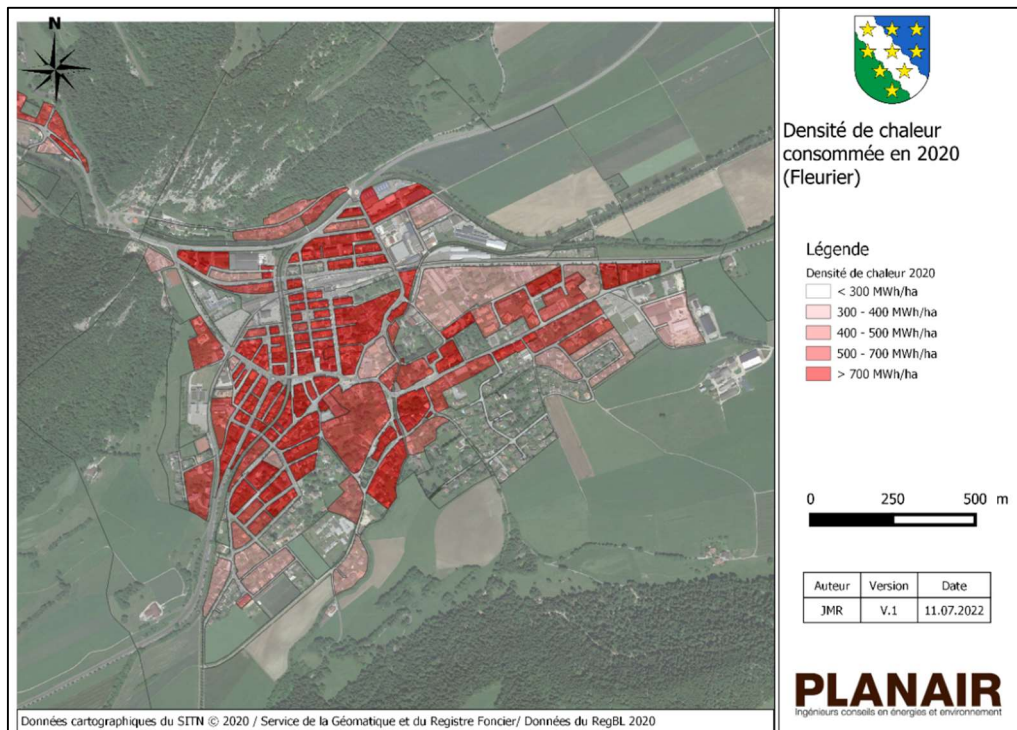 N
Densité de chaleur
consommée en 2020
(Fleurier)
Légende
Densité de chaleur 2020
< 300 MWh/ha
300 - 400 MWh/ha
400 - 500 MWh/ha
500 - 700 MWh/ha
> 700 MWh/ha
0 250 500 m
Auteur Version Date
JMR V.1 11.07.2022
PLANAIR
Ingénieurs conseils en énergies et environnement
Données cartographiques du SITN © 2020 / Service de la Géomatique et du Registre Foncier/ Données du RegBL 2020